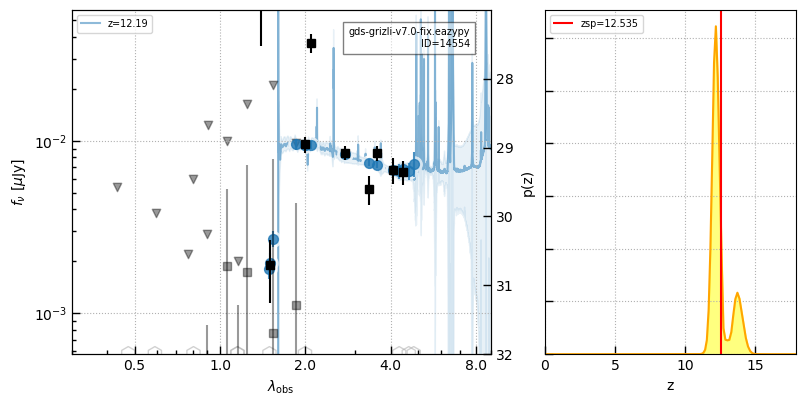 z=12.19
gds-grizli-v7.0-fix.eazypy
ID=14554
zsp=12.535
10⁻²
10⁻³
f_ν [μJy]
28
29
30
31
32
0.5 1.0 2.0 4.0 8.0
λ_obs
p(z)
0 5 10 15
z